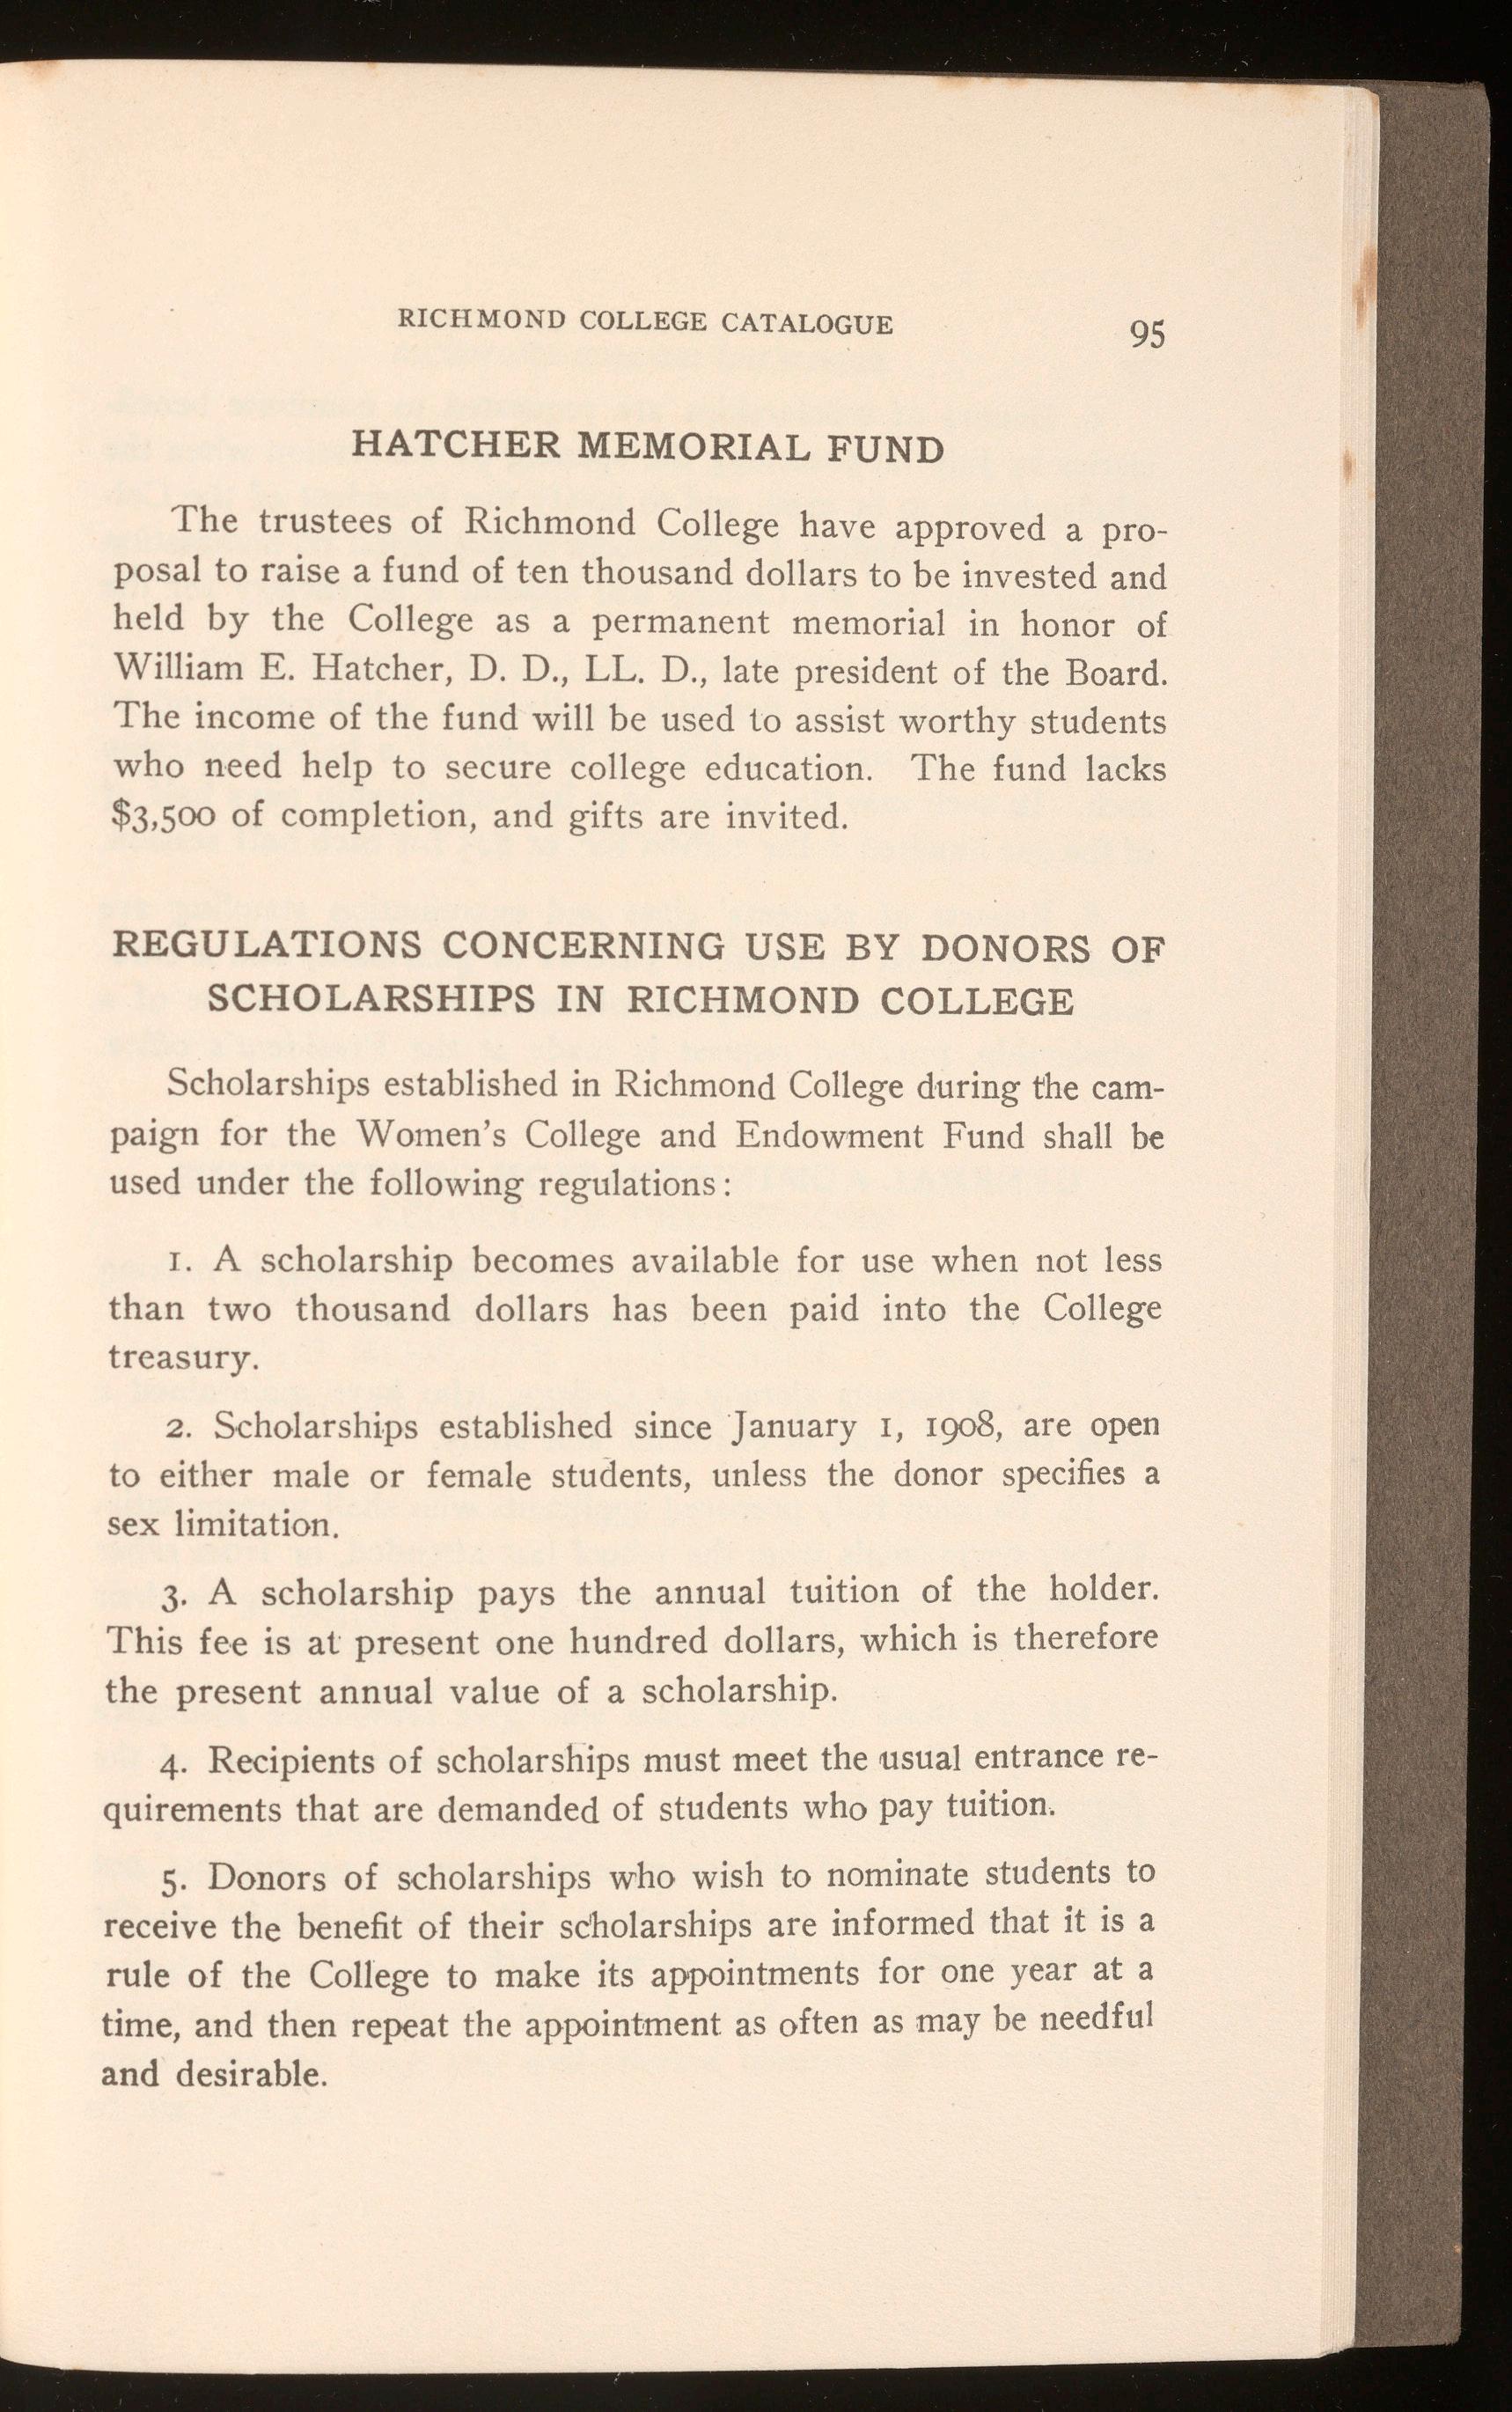 RICHMOND COLLEGE CATALOGUE 95
HATCHER MEMORIAL FUND
The trustees of Richmond College have approved a pro-
posal to raise a fund of ten thousand dollars to be invested and
held by the College as a permanent memorial in honor of
William E. Hatcher, D. D., LL. D., late president of the Board.
The income of the fund will be used to assist worthy students
who need help to secure college education. The fund lacks
$3,500 of completion, and gifts are invited.
REGULATIONS CONCERNING USE BY DONORS OF
SCHOLARSHIPS IN RICHMOND COLLEGE
Scholarships established in Richmond College during the cam-
paign for the Women's College and Endowment Fund shall be
used under the following regulations:
1. A scholarship becomes available for use when not less
than two thousand dollars has been paid into the College
treasury.
2. Scholarships established since January 1, 1908, are open
to either male or female students, unless the donor specifies a
sex limitation.
3. A scholarship pays the annual tuition of the holder.
This fee is at present one hundred dollars, which is therefore
the present annual value of a scholarship.
4. Recipients of scholarships must meet the usual entrance re-
quirements that are demanded of students who pay tuition.
5. Donors of scholarships who wish to nominate students to
receive the benefit of their scholarships are informed that it is a
rule of the College to make its appointments for one year at a
time, and then repeat the appointment as often as may be needful
and desirable.